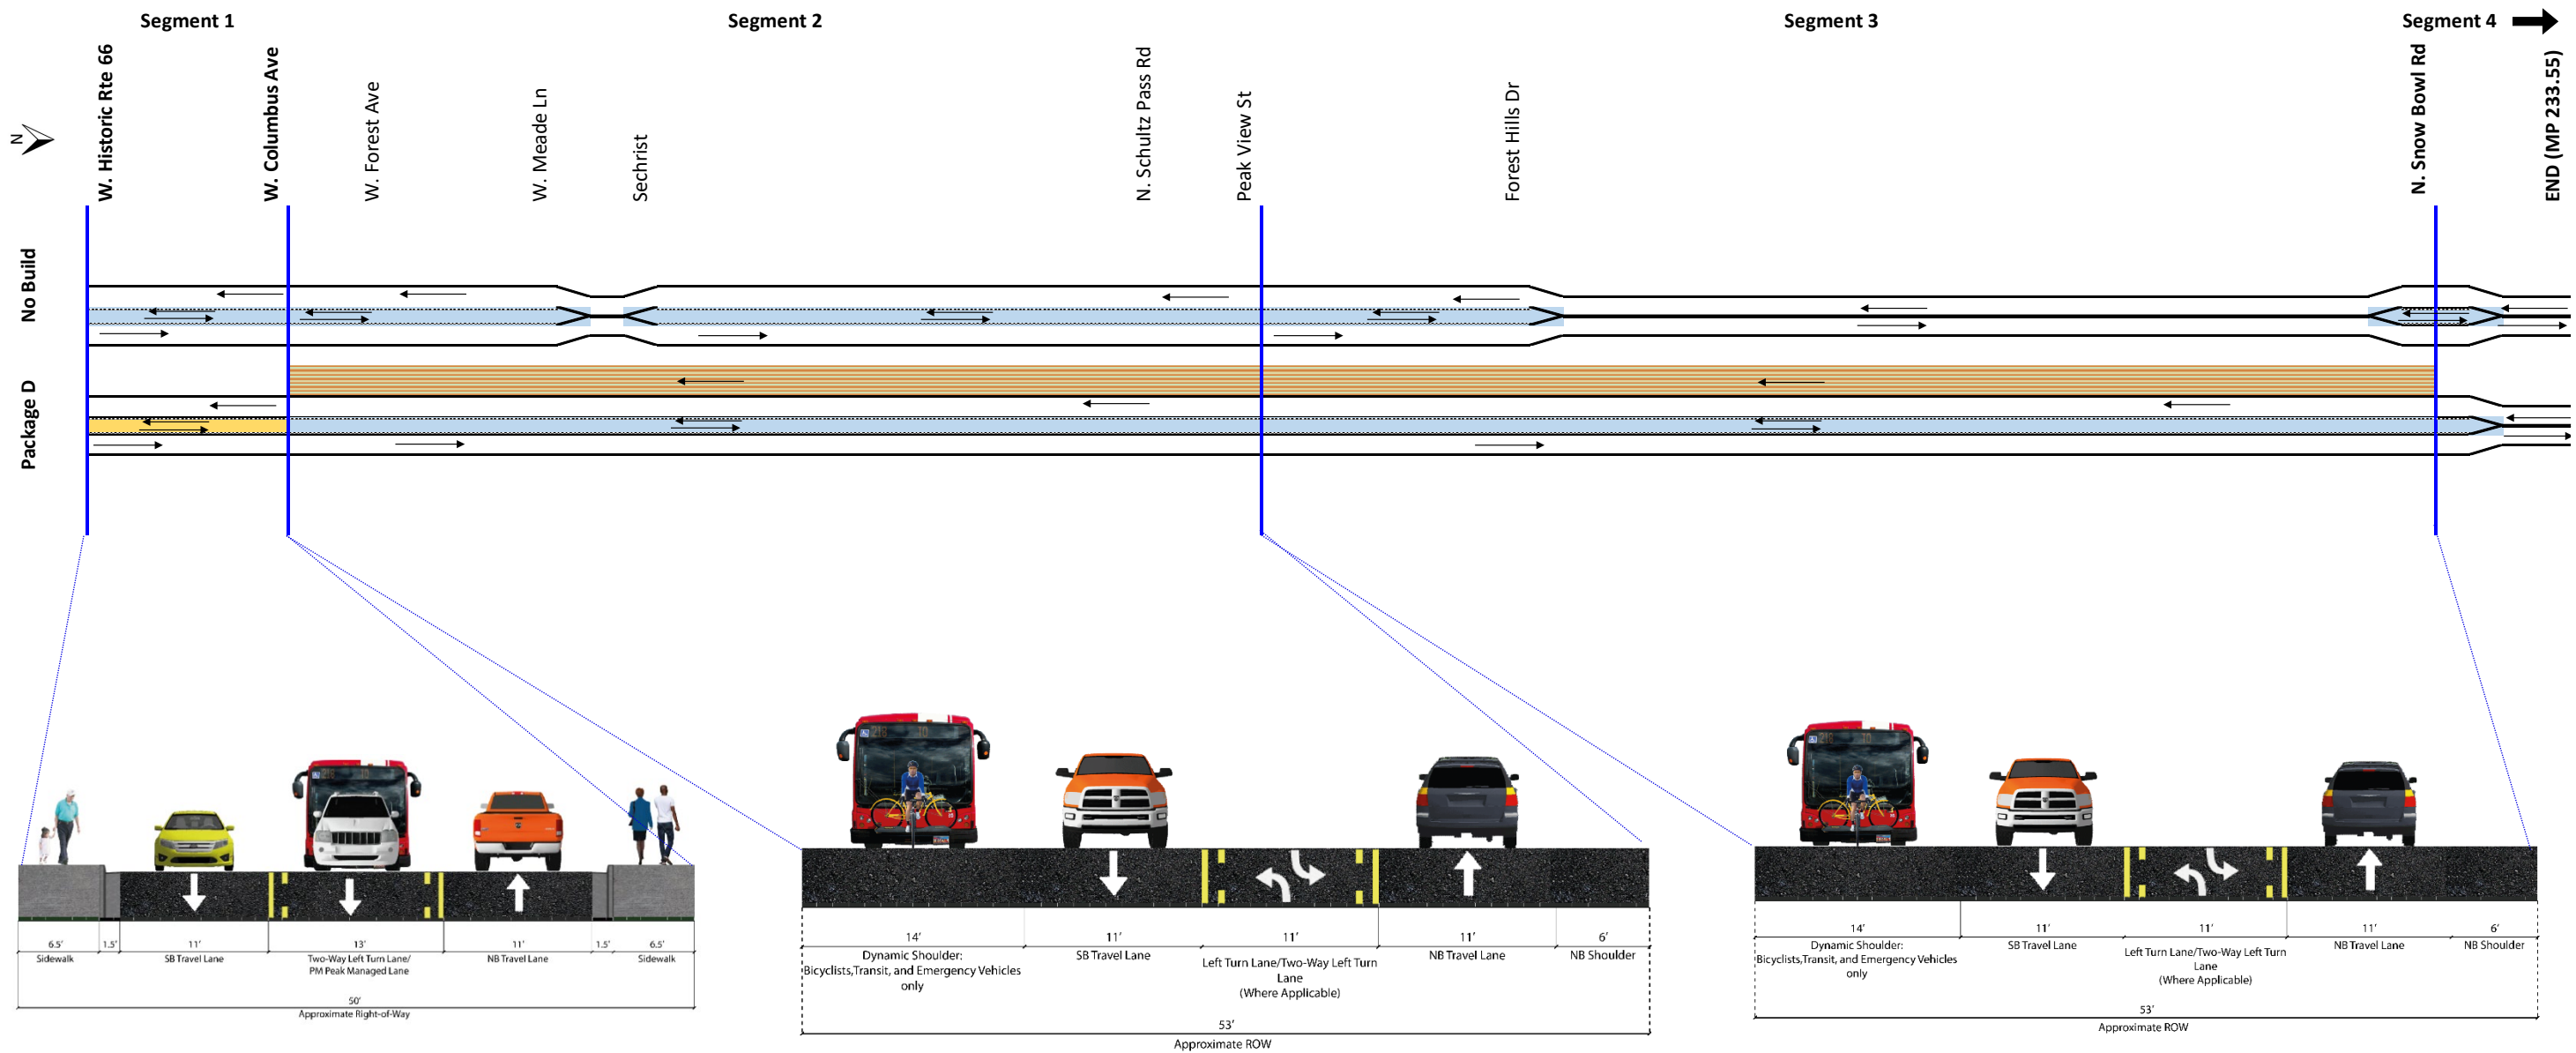 Segment 1
Segment 2
Segment 3
Segment 4
W. Historic Rte 66
W. Columbus Ave
W. Forest Ave
W. Meade Ln
Sechrist
N. Schultz Pass Rd
Peak View St
Forest Hills Dr
N. Snow Bowl Rd
END (MP 233.55)
N
No Build
Package D
6.5'
1.5'
11'
13'
11'
1.5'
6.5'
Sidewalk
SB Travel Lane
Two-Way Left Turn Lane/
PM Peak Managed Lane
NB Travel Lane
Sidewalk
50'
Approximate Right-of-Way
14'
11'
11'
11'
6'
Dynamic Shoulder:
Bicyclists,Transit, and Emergency Vehicles
only
SB Travel Lane
Left Turn Lane/Two-Way Left Turn
Lane
(Where Applicable)
NB Travel Lane
NB Shoulder
53'
Approximate ROW
14'
11'
11'
11'
6'
Dynamic Shoulder:
Bicyclists,Transit, and Emergency Vehicles
only
SB Travel Lane
Left Turn Lane/Two-Way Left Turn
Lane
(Where Applicable)
NB Travel Lane
NB Shoulder
53'
Approximate ROW